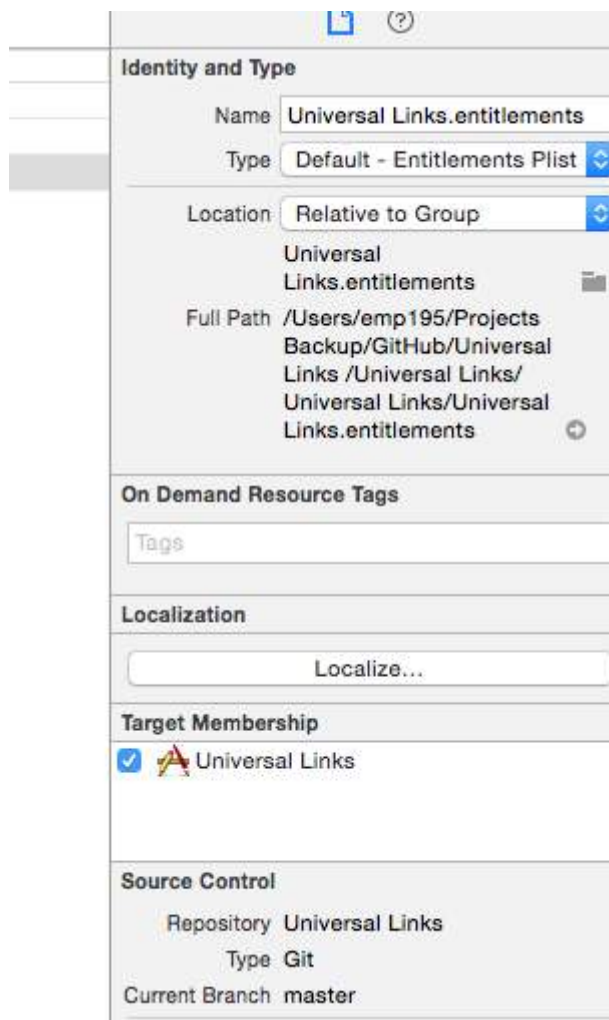 Identity and Type
Name Universal Links.entitlements
Type Default - Entitlements Plist
Location Relative to Group
Universal
Links.entitlements
Full Path /Users/emp195/Projects
Backup/GitHub/Universal
Links /Universal Links/
Universal Links/Universal
Links.entitlements
On Demand Resource Tags
Tags
Localization
Localize...
Target Membership
Universal Links
Source Control
Repository Universal Links
Type Git
Current Branch master